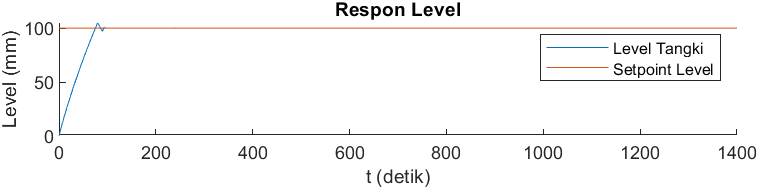 Respon Level
100
50
0
Level (mm)
Level Tangki
Setpoint Level
0 200 400 600 800 1000 1200 1400
t (detik)